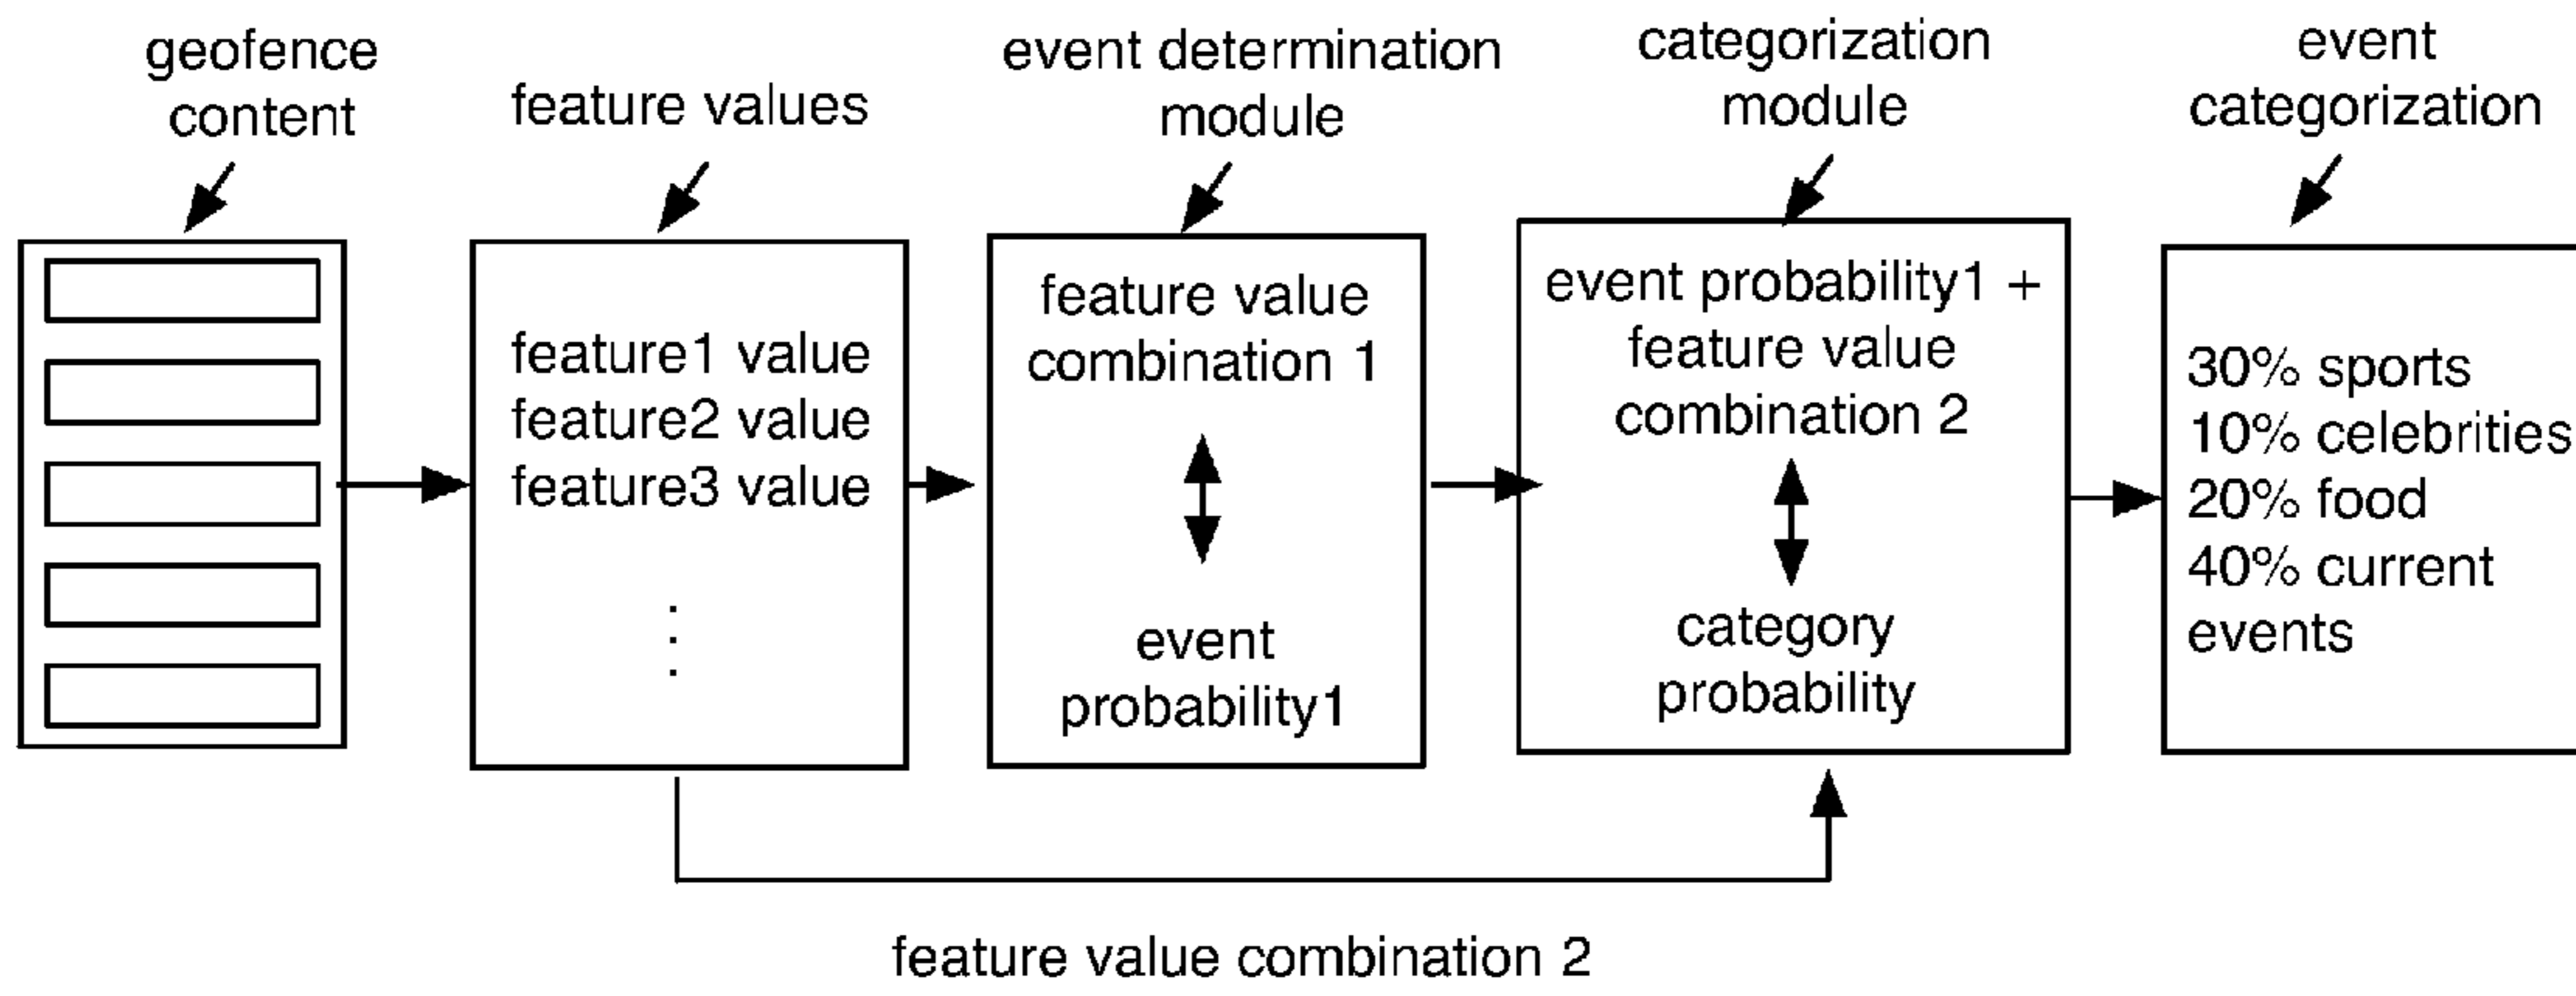 geofence
content
feature values
event determination
module
categorization
module
event
categorization
feature1 value
feature2 value
feature3 value
feature value
combination 1
event
probability1
event probability1 +
feature value
combination 2
category
probability
30% sports
10% celebrities
20% food
40% current
events
feature value combination 2